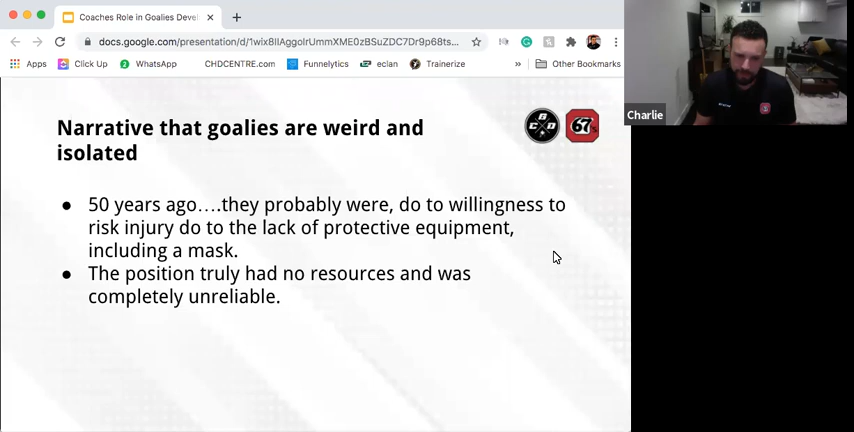 Coaches Role in Goalies Devel
docs.google.com/presentation/d/1wix8IIAggolrUmmXME0zBSuZDC7Dr9p68ts...
Apps
Click Up
WhatsApp
CHDCENTRE.com
Funnelytics
eclan
Trainerize
»
Other Bookmarks
Charlie
Narrative that goalies are weird and
isolated
CBD
67's
● 50 years ago….they probably were, do to willingness to
risk injury do to the lack of protective equipment,
including a mask.
● The position truly had no resources and was
completely unreliable.